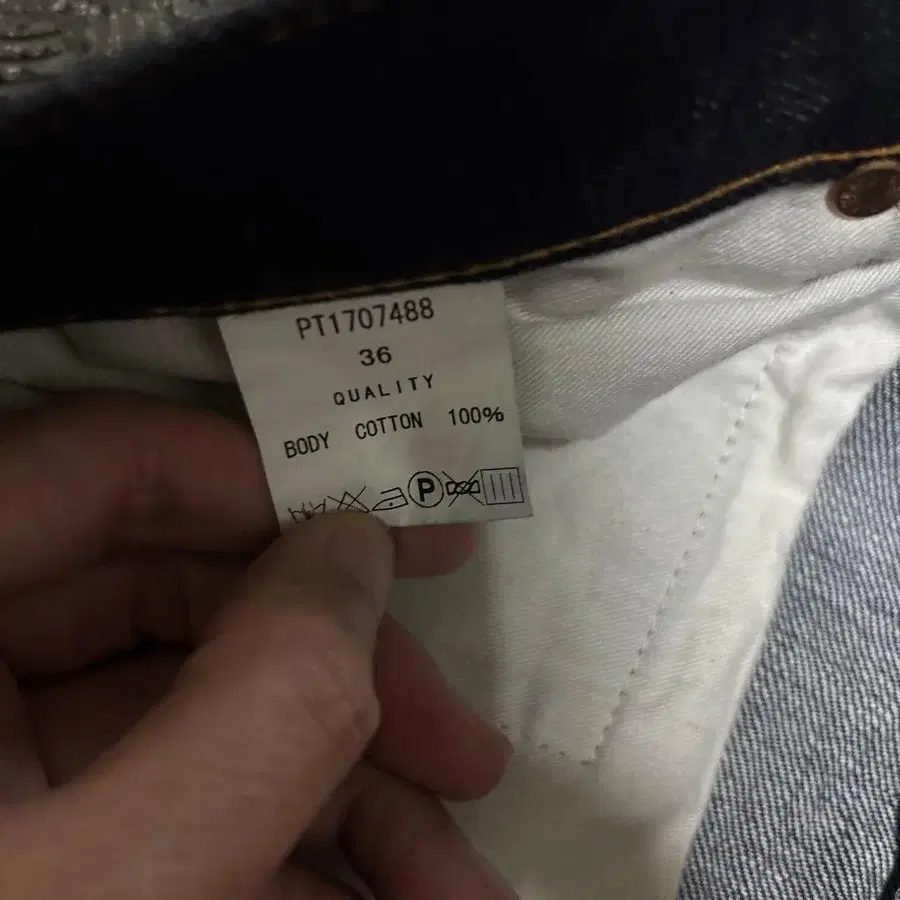 PT1707488
36
QUALITY
BODY COTTON 100%
P